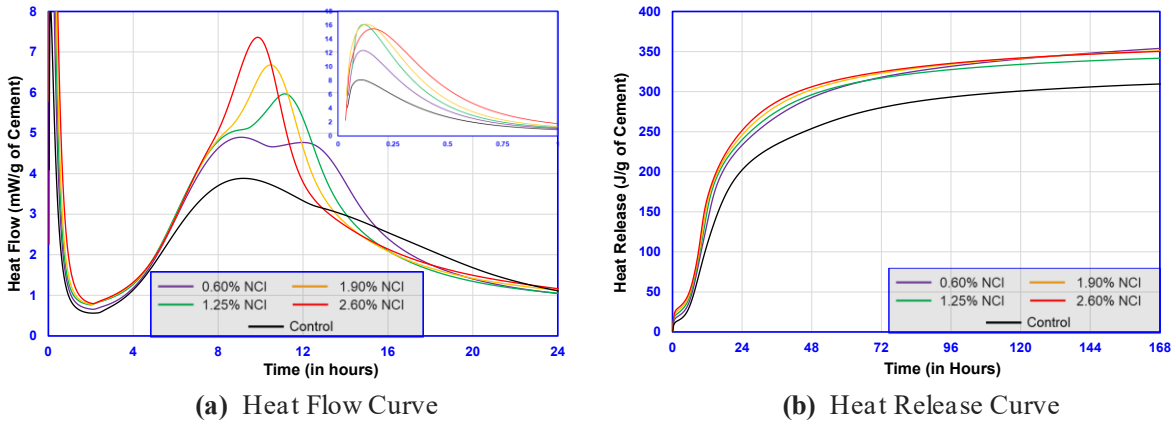 Heat Flow (mW/g of Cement)
8
7
6
5
4
3
2
1
0
0 4 8 12 16 20 24
Time (in hours)
18
16
14
12
10
8
6
4
2
0
0 0.25 0.5 0.75 1
0.60% NCI 1.90% NCI
1.25% NCI 2.60% NCI
Control
(a) Heat Flow Curve
Heat Release (J/g of Cement)
400
350
300
250
200
150
100
50
0
0 24 48 72 96 120 144 168
Time (in Hours)
0.60% NCI 1.90% NCI
1.25% NCI 2.60% NCI
Control
(b) Heat Release Curve